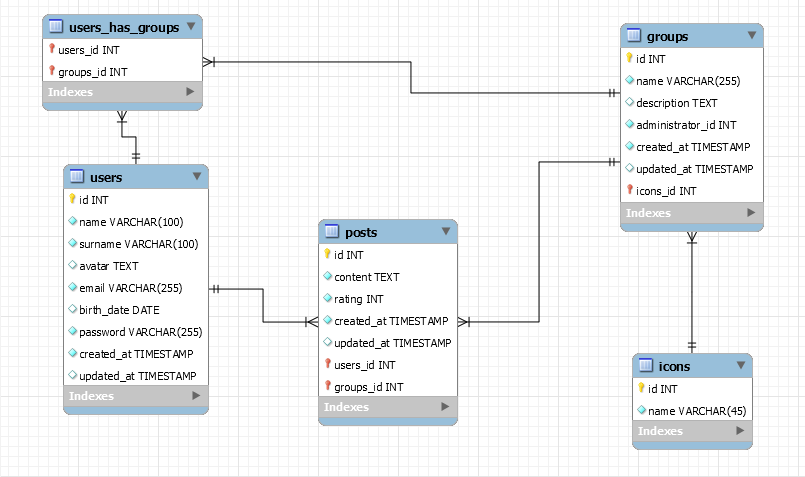 users_has_groups
users_id INT
groups_id INT
Indexes
groups
id INT
name VARCHAR(255)
description TEXT
administrator_id INT
created_at TIMESTAMP
updated_at TIMESTAMP
icons_id INT
Indexes
users
id INT
name VARCHAR(100)
surname VARCHAR(100)
avatar TEXT
email VARCHAR(255)
birth_date DATE
password VARCHAR(255)
created_at TIMESTAMP
updated_at TIMESTAMP
Indexes
posts
id INT
content TEXT
rating INT
created_at TIMESTAMP
updated_at TIMESTAMP
users_id INT
groups_id INT
Indexes
icons
id INT
name VARCHAR(45)
Indexes